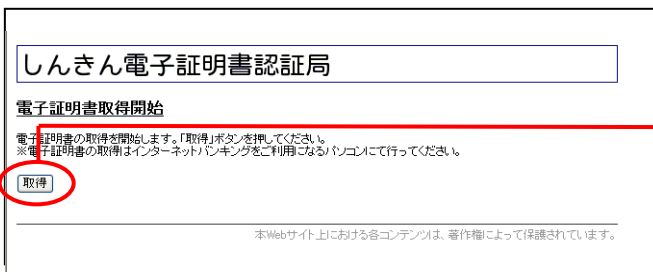 しんきん電子証明書認証局
電子証明書取得開始
電子証明書の取得を開始します。「取得」ボタンを押してください。
※電子証明書の取得はインターネットバンキングをご利用になるパソコンにて行ってください。
取得
本Webサイト上における各コンテンツは、著作権によって保護されています。